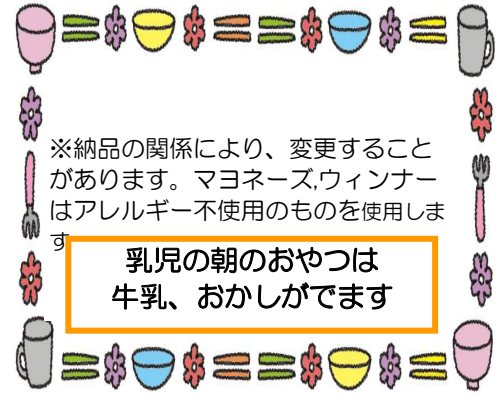 ※納品の関係により、変更すること
があります。マヨネーズ,ウィンナー
はアレルギー不使用のものを使用しま
す
乳児の朝のおやつは
牛乳、おかしがでます